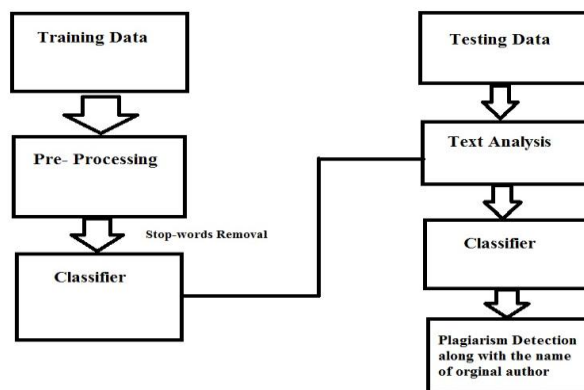 Training Data
Pre- Processing
Stop-words Removal
Classifier
Testing Data
Text Analysis
Classifier
Plagiarism Detection
along with the name
of orginal author